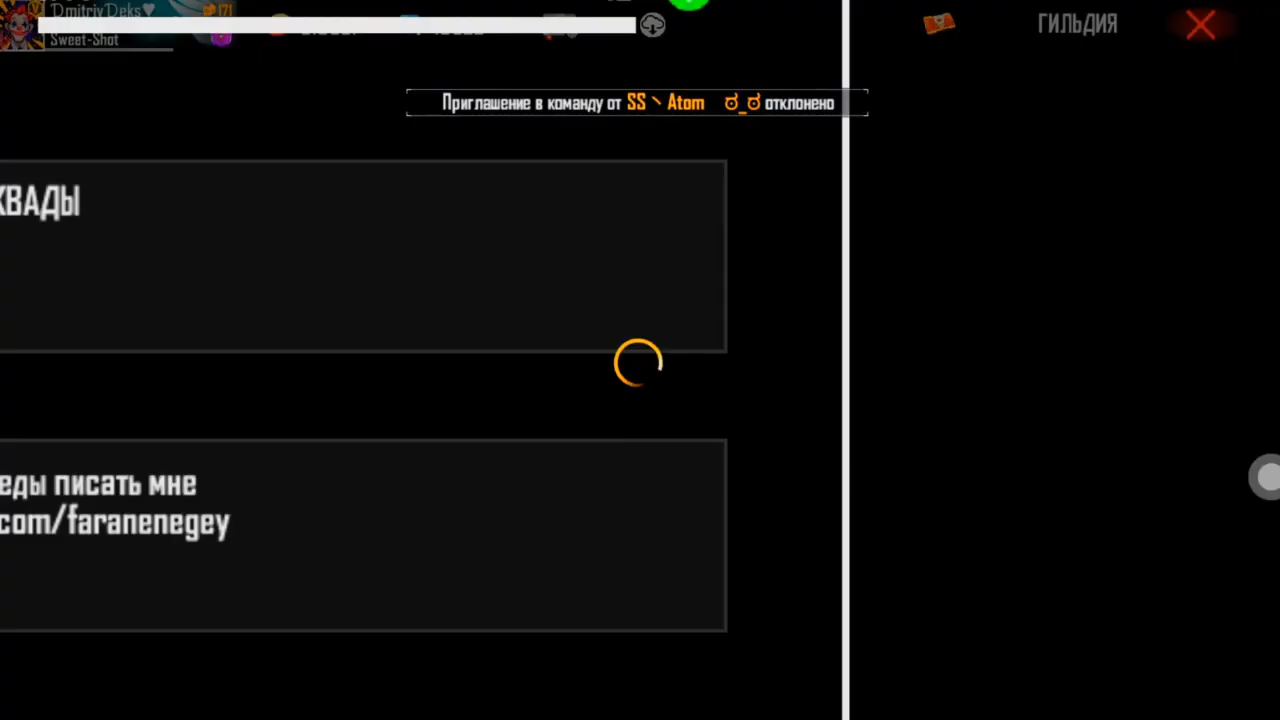 DmitriyDeks♥
171
Sweet-Shot
ГИЛЬДИЯ
Приглашение в команду от SS丶Atom ಠ_ಠ отклонено
КВАДЫ
еды писать мне
com/faranenegey